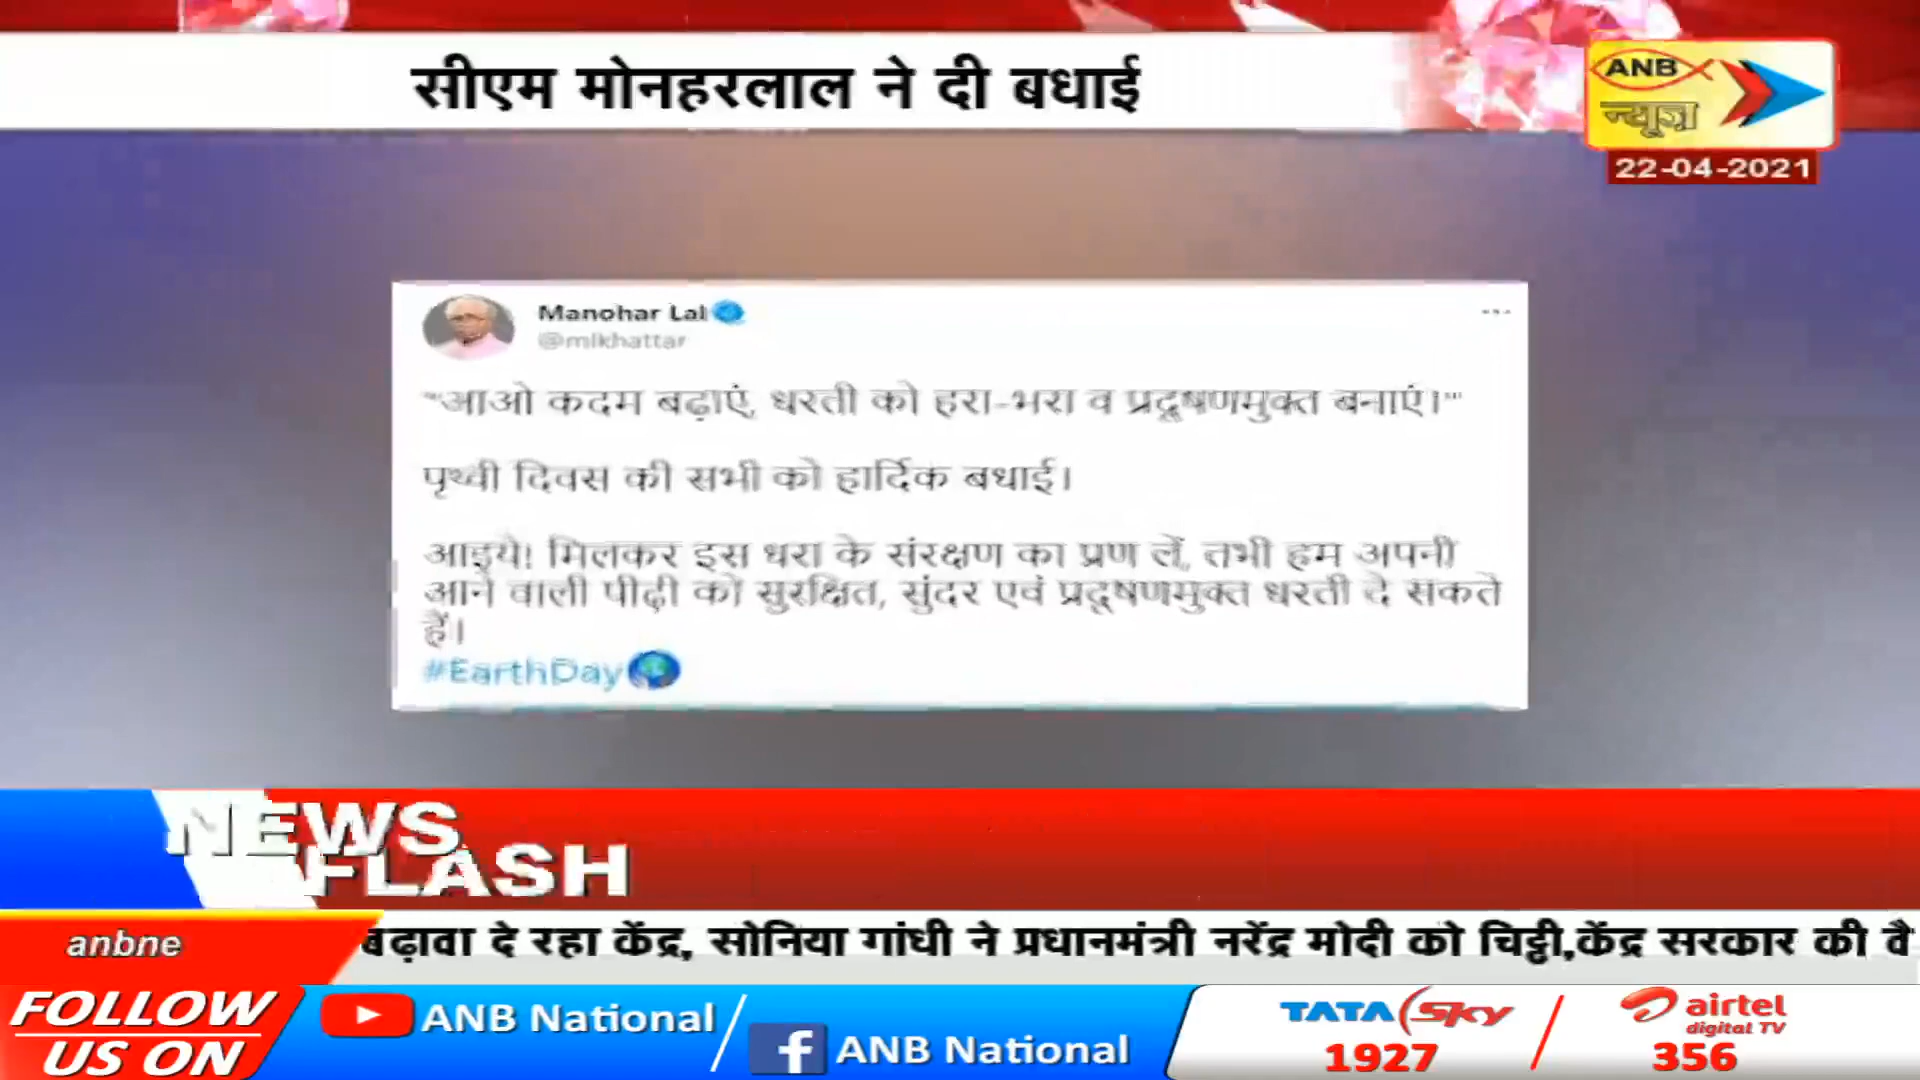 सीएम मोनहरलाल ने दी बधाई
ANB
न्यूज़
22-04-2021
Manohar Lal
@mlkhattar
"आओ कदम बढ़ाएं, धरती को हरा-भरा व प्रदूषणमुक्त बनाएं।"
पृथ्वी दिवस की सभी को हार्दिक बधाई।
आइये! मिलकर इस धरा के संरक्षण का प्रण लें, तभी हम अपनी
आने वाली पीढ़ी को सुरक्षित, सुंदर एवं प्रदूषणमुक्त धरती दे सकते
हैं।
#EarthDay
NEWS
FLASH
anbne
बढ़ावा दे रहा केंद्र, सोनिया गांधी ने प्रधानमंत्री नरेंद्र मोदी को चिट्ठी,केंद्र सरकार की वै
FOLLOW
US ON
ANB National
ANB National
TATA Sky
1927
airtel
digital TV
356